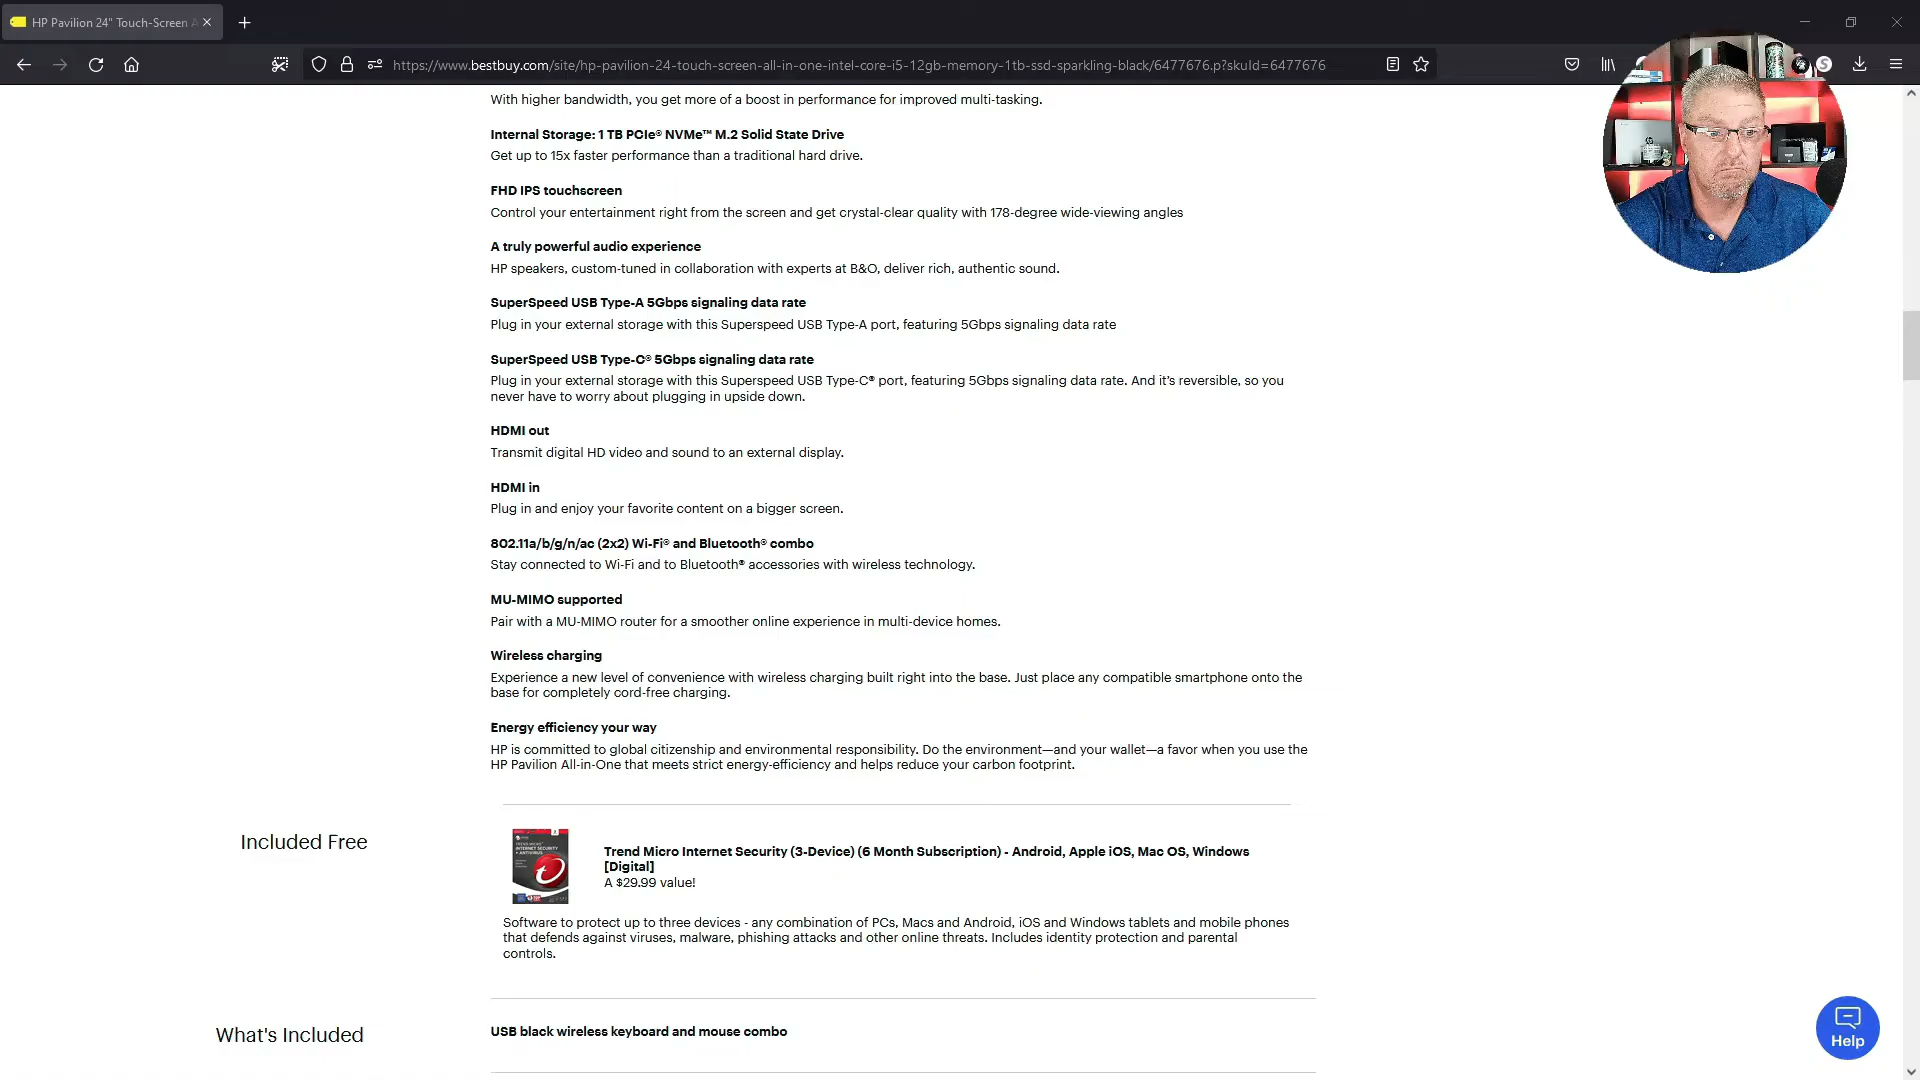 HP Pavilion 24" Touch-Screen A
https://www.bestbuy.com/site/hp-pavilion-24-touch-screen-all-in-one-intel-core-i5-12gb-memory-1tb-ssd-sparkling-black/6477676.p?skuId=6477676
With higher bandwidth, you get more of a boost in performance for improved multi-tasking.
Internal Storage: 1 TB PCIe® NVMe™ M.2 Solid State Drive
Get up to 15x faster performance than a traditional hard drive.
FHD IPS touchscreen
Control your entertainment right from the screen and get crystal-clear quality with 178-degree wide-viewing angles
A truly powerful audio experience
HP speakers, custom-tuned in collaboration with experts at B&O, deliver rich, authentic sound.
SuperSpeed USB Type-A 5Gbps signaling data rate
Plug in your external storage with this Superspeed USB Type-A port, featuring 5Gbps signaling data rate
SuperSpeed USB Type-C® 5Gbps signaling data rate
Plug in your external storage with this Superspeed USB Type-C® port, featuring 5Gbps signaling data rate. And it's reversible, so you
never have to worry about plugging in upside down.
HDMI out
Transmit digital HD video and sound to an external display.
HDMI in
Plug in and enjoy your favorite content on a bigger screen.
802.11a/b/g/n/ac (2x2) Wi-Fi® and Bluetooth® combo
Stay connected to Wi-Fi and to Bluetooth® accessories with wireless technology.
MU-MIMO supported
Pair with a MU-MIMO router for a smoother online experience in multi-device homes.
Wireless charging
Experience a new level of convenience with wireless charging built right into the base. Just place any compatible smartphone onto the
base for completely cord-free charging.
Energy efficiency your way
HP is committed to global citizenship and environmental responsibility. Do the environment—and your wallet—a favor when you use the
HP Pavilion All-in-One that meets strict energy-efficiency and helps reduce your carbon footprint.
Included Free
Trend Micro Internet Security (3-Device) (6 Month Subscription) - Android, Apple iOS, Mac OS, Windows
[Digital]
A $29.99 value!
Software to protect up to three devices - any combination of PCs, Macs and Android, iOS and Windows tablets and mobile phones
that defends against viruses, malware, phishing attacks and other online threats. Includes identity protection and parental
controls.
What's Included
USB black wireless keyboard and mouse combo
Help